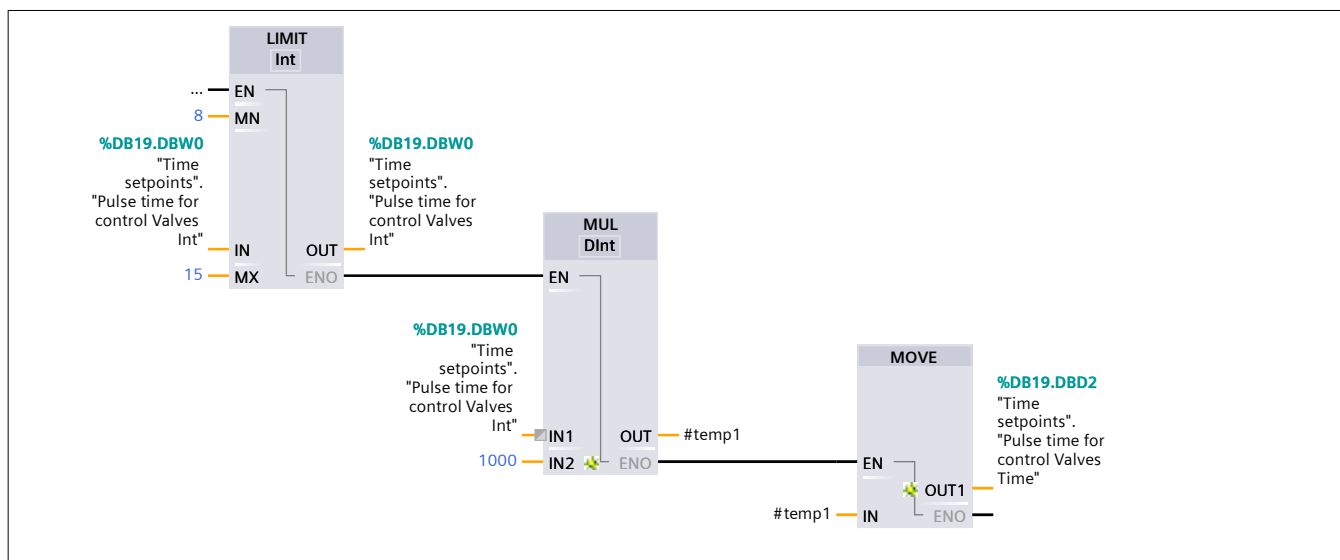 LIMIT
Int
...
EN
8
MN
%DB19.DBW0
"Time
setpoints".
"Pulse time for
control Valves
Int"
IN
15
MX
%DB19.DBW0
"Time
setpoints".
"Pulse time for
control Valves
Int"
OUT
ENO
MUL
DInt
EN
%DB19.DBW0
"Time
setpoints".
"Pulse time for
control Valves
Int"
IN1
1000
IN2
OUT
#temp1
ENO
MOVE
EN
#temp1
IN
%DB19.DBD2
"Time
setpoints".
"Pulse time for
control Valves
Time"
OUT1
ENO